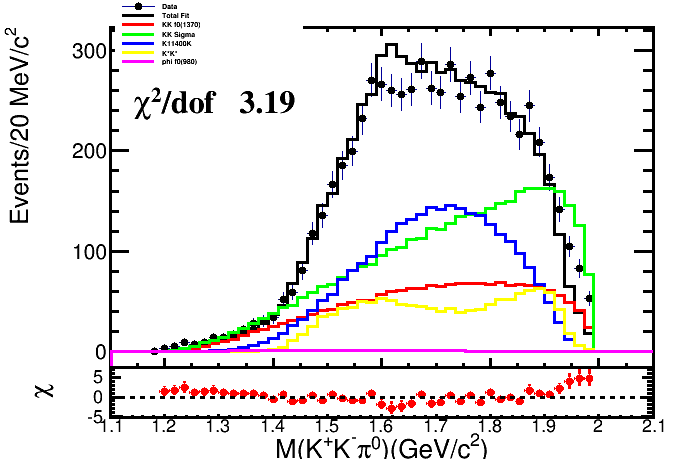 Data
Total Fit
KK f0(1370)
KK Sigma
K11400K
K*K*
phi f0(980)
χ²/dof 3.19
Events/20 MeV/c²
300
200
100
0
χ
5
0
-5
1.1 1.2 1.3 1.4 1.5 1.6 1.7 1.8 1.9 2 2.1
M(K⁺K⁻π⁰)(GeV/c²)